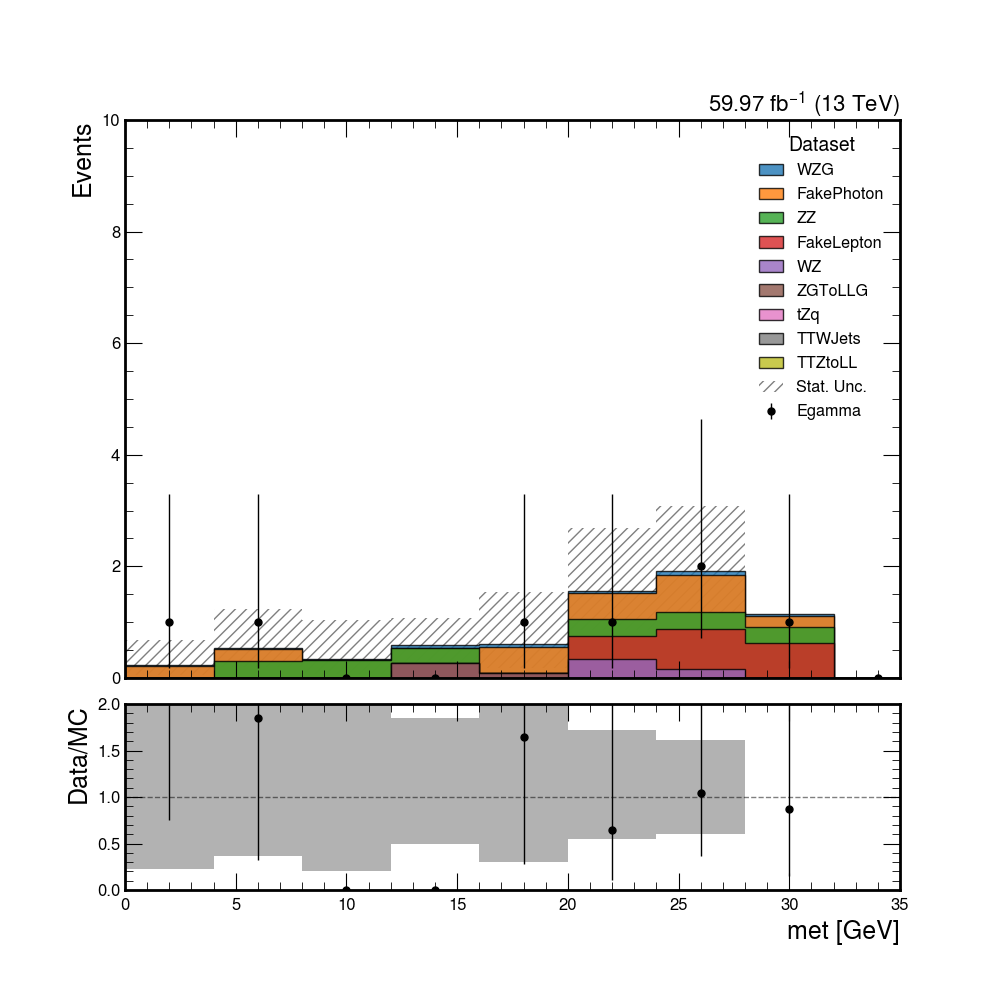 59.97 fb⁻¹ (13 TeV)
Events
10
8
6
4
2
0
Dataset
WZG
FakePhoton
ZZ
FakeLepton
WZ
ZGToLLG
tZq
TTWJets
TTZtoLL
Stat. Unc.
Egamma
Data/MC
2.0
1.5
1.0
0.5
0.0
0 5 10 15 20 25 30 35
met [GeV]